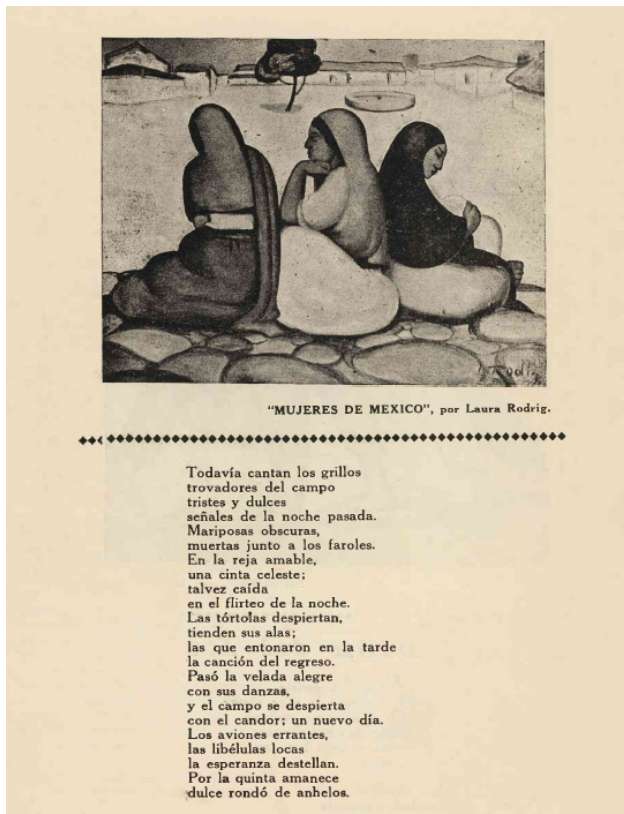 "MUJERES DE MEXICO", por Laura Rodrig.
Todavía cantan los grillos
trovadores del campo
tristes y dulces
señales de la noche pasada.
Mariposas obscuras,
muertas junto a los faroles.
En la reja amable,
una cinta celeste;
talvez caída
en el flirteo de la noche.
Las tórtolas despiertan,
tienden sus alas;
las que entonaron en la tarde
la canción del regreso.
Pasó la velada alegre
con sus danzas,
y el campo se despierta
con el candor; un nuevo día.
Los aviones errantes,
las libélulas locas
la esperanza destellan.
Por la quinta amanece
dulce rondó de anhelos.